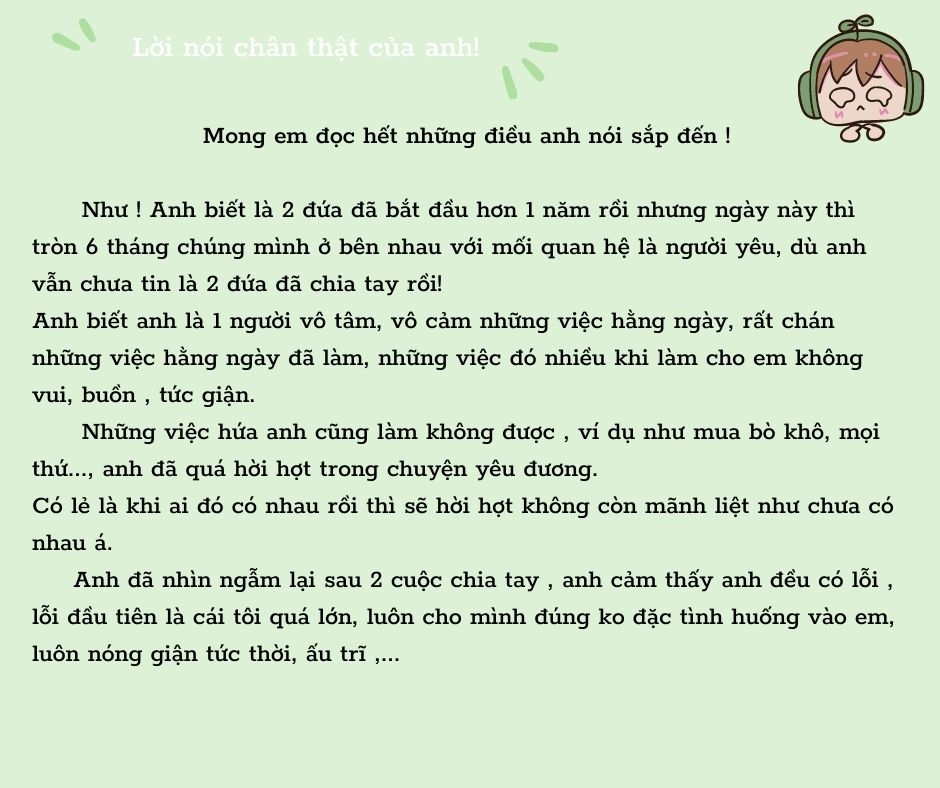 Lời nói chân thật của anh!
Mong em đọc hết những điều anh nói sắp đến !
Như ! Anh biết là 2 đứa đã bắt đầu hơn 1 năm rồi nhưng ngày này thì
tròn 6 tháng chúng mình ở bên nhau với mối quan hệ là người yêu, dù anh
vẫn chưa tin là 2 đứa đã chia tay rồi!
Anh biết anh là 1 người vô tâm, vô cảm những việc hằng ngày, rất chán
những việc hằng ngày đã làm, những việc đó nhiều khi làm cho em không
vui, buồn , tức giận.
Những việc hứa anh cũng làm không được , ví dụ như mua bò khô, mọi
thứ..., anh đã quá hời hợt trong chuyện yêu đương.
Có lẻ là khi ai đó có nhau rồi thì sẽ hời hợt không còn mãnh liệt như chưa có
nhau á.
Anh đã nhìn ngẫm lại sau 2 cuộc chia tay , anh cảm thấy anh đều có lỗi ,
lỗi đầu tiên là cái tôi quá lớn, luôn cho mình đúng ko đặc tình huống vào em,
luôn nóng giận tức thời, ấu trĩ ,...